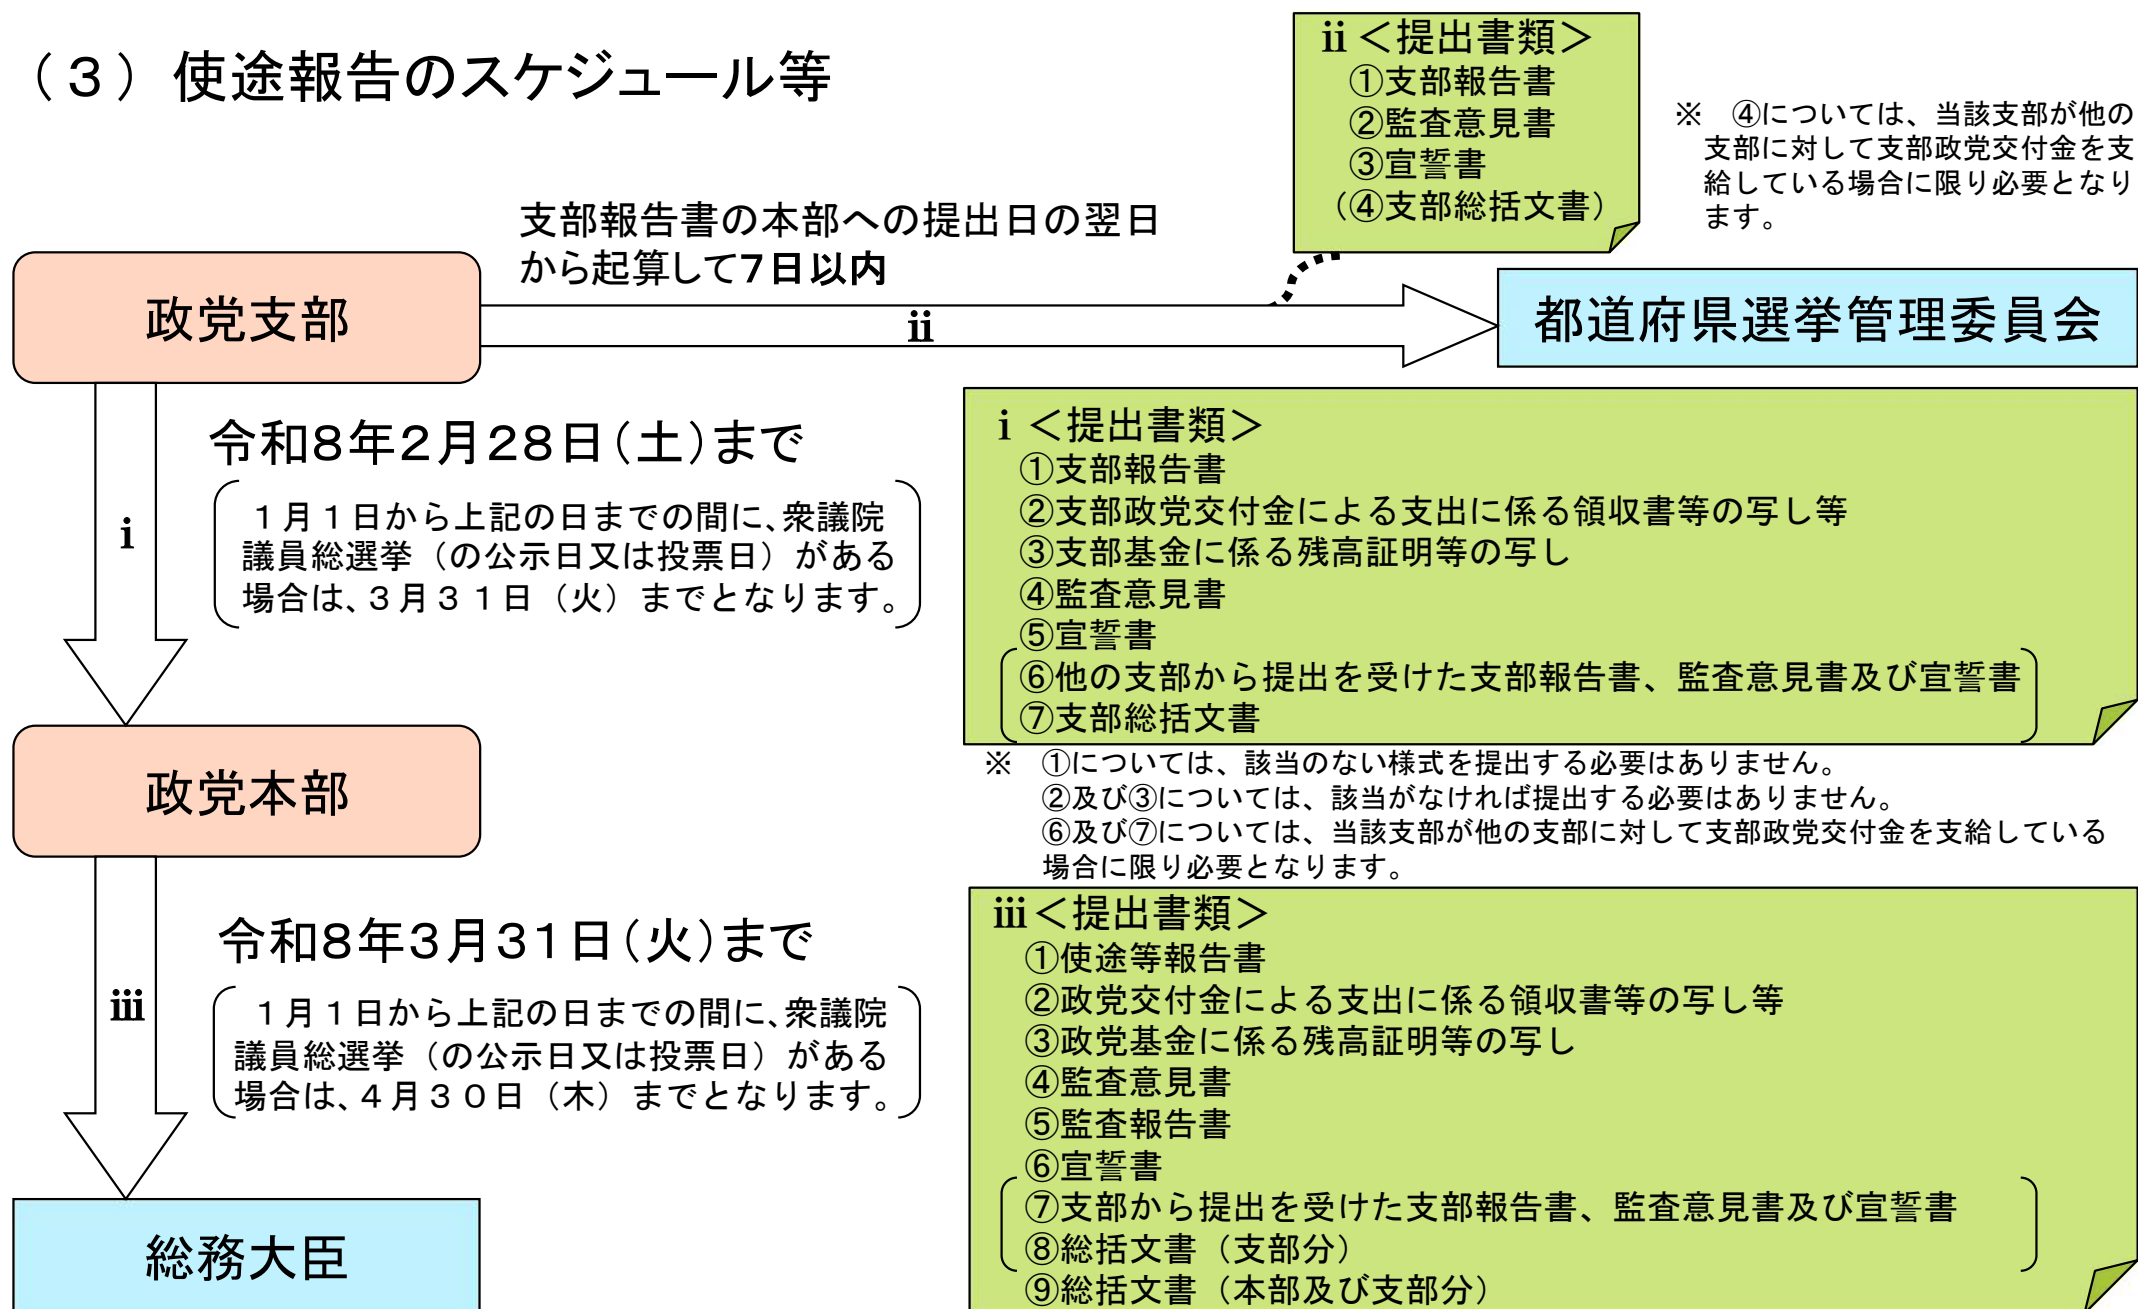 （３）使途報告のスケジュール等
ⅱ＜提出書類＞
①支部報告書
②監査意見書
③宣誓書
（④支部総括文書）
※　④については、当該支部が他の
支部に対して支部政党交付金を支
給している場合に限り必要となり
ます。
支部報告書の本部への提出日の翌日
から起算して7日以内
政党支部
ⅱ
都道府県選挙管理委員会
令和8年2月28日（土）まで
１月１日から上記の日までの間に、衆議院
議員総選挙（の公示日又は投票日）がある
場合は、３月３１日（火）までとなります。
ⅰ
ⅰ＜提出書類＞
①支部報告書
②支部政党交付金による支出に係る領収書等の写し等
③支部基金に係る残高証明等の写し
④監査意見書
⑤宣誓書
⑥他の支部から提出を受けた支部報告書、監査意見書及び宣誓書
⑦支部総括文書
※　①については、該当のない様式を提出する必要はありません。
②及び③については、該当がなければ提出する必要はありません。
⑥及び⑦については、当該支部が他の支部に対して支部政党交付金を支給している
場合に限り必要となります。
政党本部
令和8年3月31日（火）まで
１月１日から上記の日までの間に、衆議院
議員総選挙（の公示日又は投票日）がある
場合は、４月３０日（木）までとなります。
ⅲ
ⅲ＜提出書類＞
①使途等報告書
②政党交付金による支出に係る領収書等の写し等
③政党基金に係る残高証明等の写し
④監査意見書
⑤監査報告書
⑥宣誓書
⑦支部から提出を受けた支部報告書、監査意見書及び宣誓書
⑧総括文書（支部分）
⑨総括文書（本部及び支部分）
総務大臣